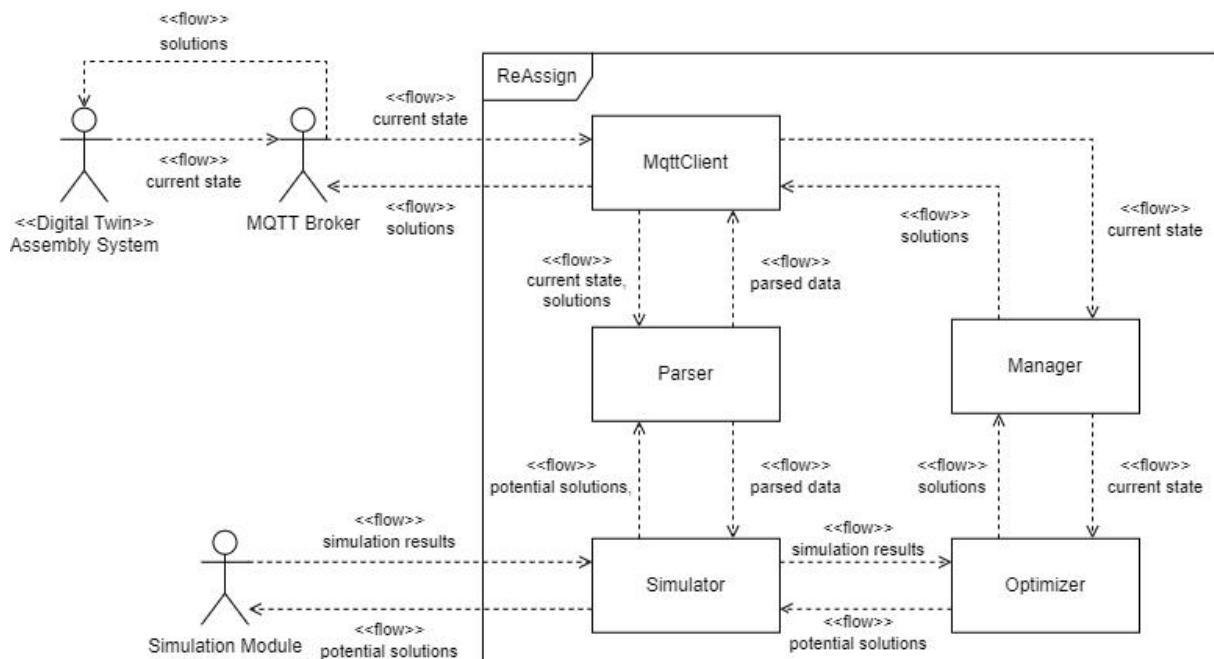 <<flow>>
solutions
ReAssign
<<flow>>
current state
MqttClient
<<flow>>
current state
<<Digital Twin>>
Assembly System
MQTT Broker
<<flow>>
solutions
<<flow>>
solutions
<<flow>>
current state
<<flow>>
current state,
solutions
<<flow>>
parsed data
Parser
Manager
<<flow>>
potential solutions,
<<flow>>
parsed data
<<flow>>
solutions
<<flow>>
current state
<<flow>>
simulation results
<<flow>>
simulation results
Simulator
Optimizer
Simulation Module
<<flow>>
potential solutions
<<flow>>
potential solutions